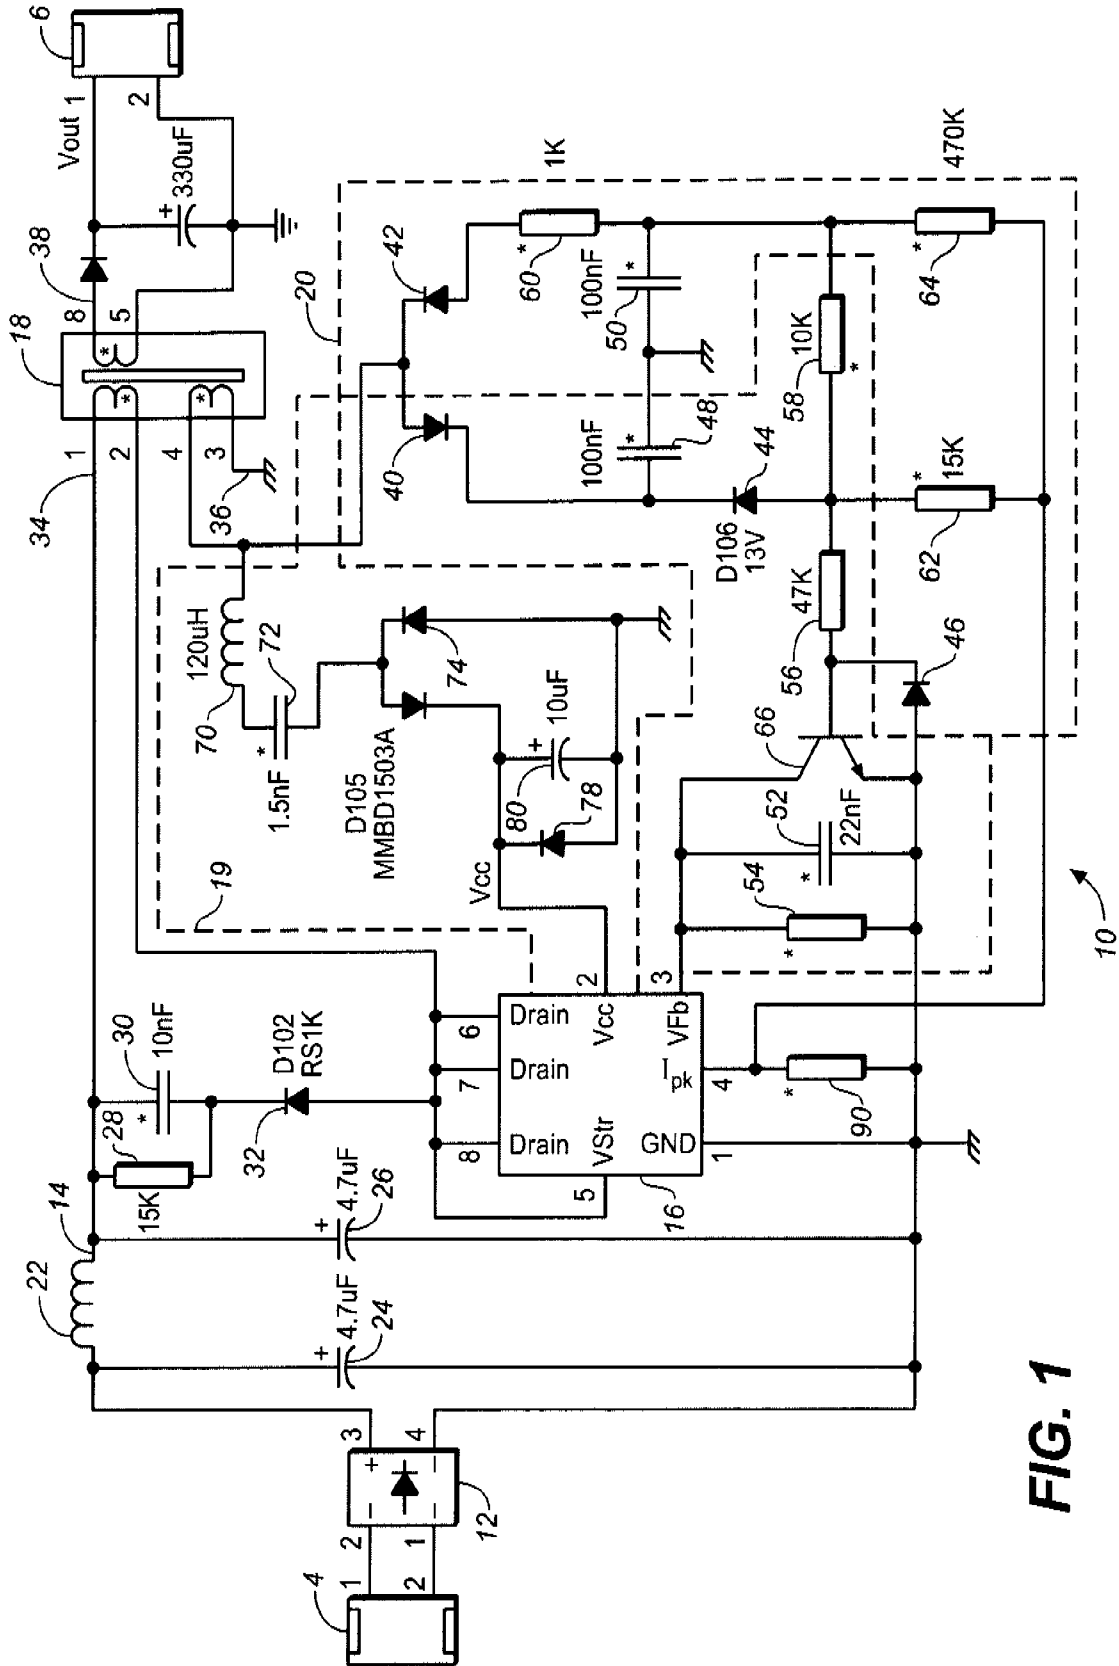 4
1
2
2
1
12
3
4
22
14
4.7uF
24
4.7uF
26
28
15K
30
10nF
32
D102
RS1K
34
1
2
4
3
36
18
8
5
38
Vout 1
2
330uF
6
19
70
120uH
72
1.5nF
D105
MMBD1503A
74
Vcc
80
10uF
78
20
40
42
60
1K
100nF
48
100nF
50
D106
13V
44
47K
56
10K
58
15K
62
470K
64
46
66
52
22nF
54
6
Drain
7
Drain
8
Drain
VStr
5
2
Vcc
3
VFb
Ipk
4
GND
1
16
90
10
FIG. 1